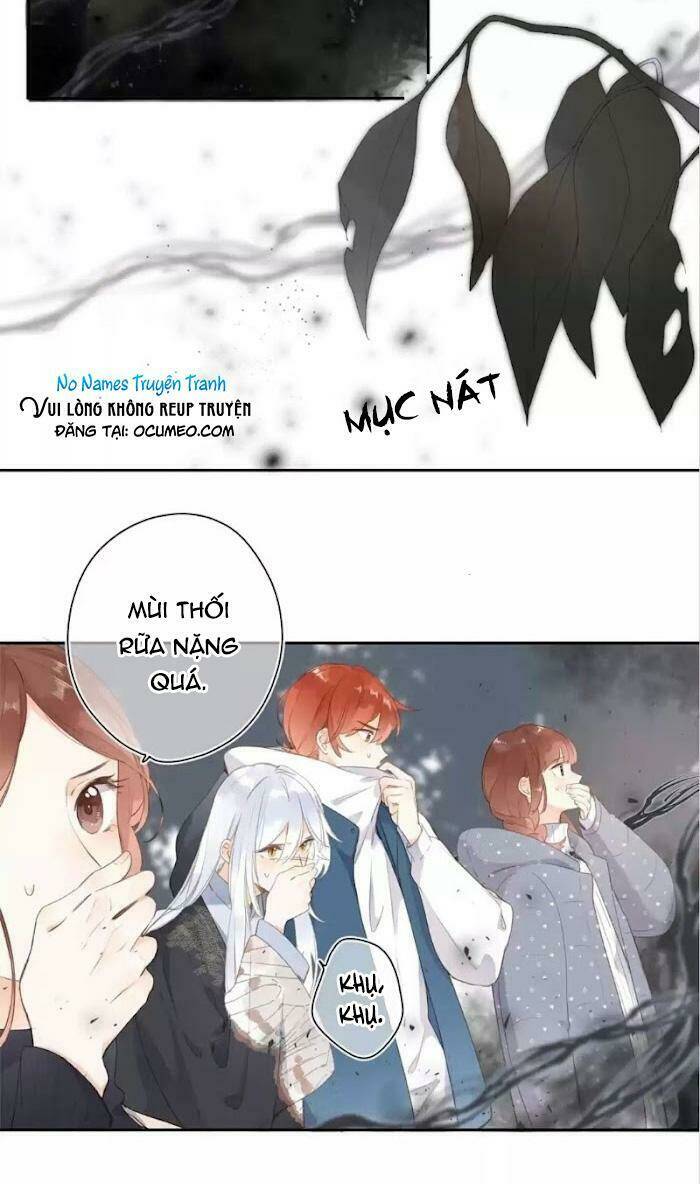 No Names Truyện Tranh
Vui lòng không reup truyện
Đăng tại: ocumeo.com
MỤC NÁT
MÙI THỐI
RỮA NẶNG
QUÁ.
KHỤ,
KHỤ.